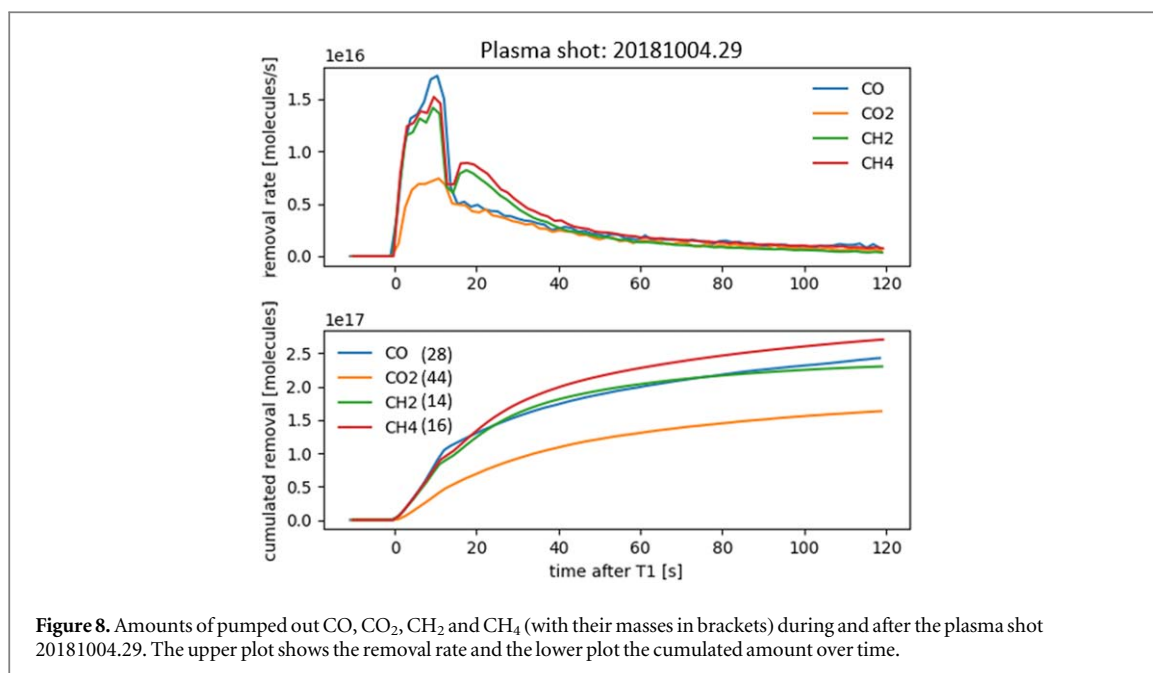 Plasma shot: 20181004.29
1e16
removal rate [molecules/s]
1.5
1.0
0.5
0.0
CO
CO2
CH2
CH4
0 20 40 60 80 100 120
1e17
cumulated removal [molecules]
2.5
2.0
1.5
1.0
0.5
0.0
CO (28)
CO2 (44)
CH2 (14)
CH4 (16)
0 20 40 60 80 100 120
time after T1 [s]
Figure 8. Amounts of pumped out CO, CO₂, CH₂ and CH₄ (with their masses in brackets) during and after the plasma shot
20181004.29. The upper plot shows the removal rate and the lower plot the cumulated amount over time.